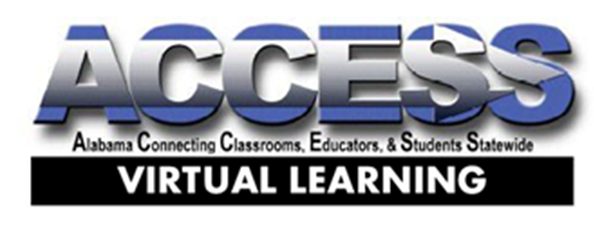 ACCESS
Alabama Connecting Classrooms, Educators, & Students Statewide
VIRTUAL LEARNING